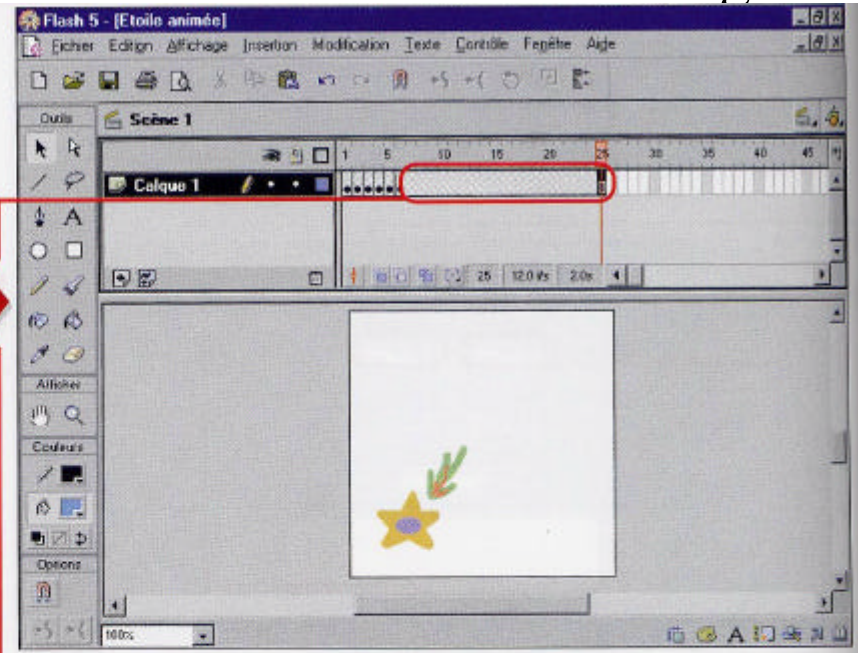 Flash 5 - [Etoile animée]
Fichier Edition Affichage Insertion Modification Texte Contrôle Fenêtre Aide
Outils
Scène 1
1 5 10 15 20 25 30 35 40 45
Calque 1
A
25 12.0 i/s 2.0s
Afficher
Couleurs
Options
100%
A